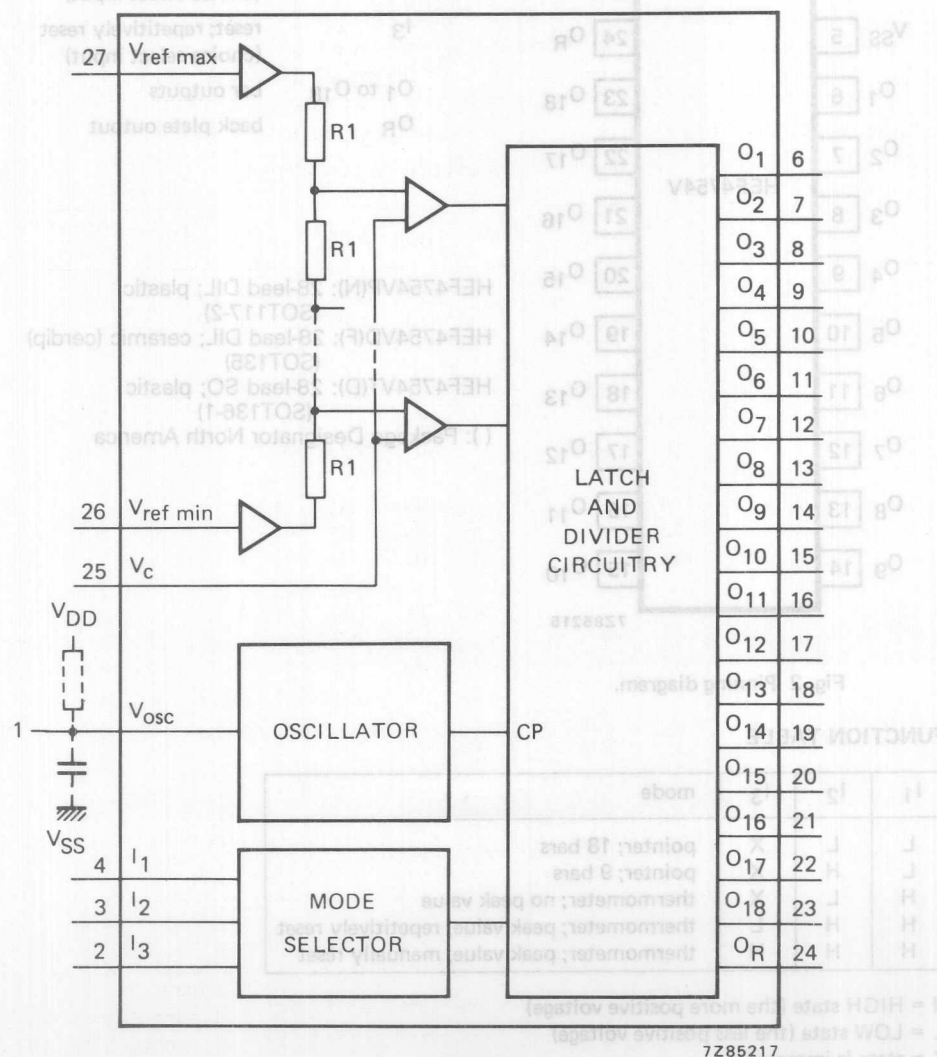 27 Vref max
R1
R1
R1
26 Vref min
25 VC
VDD
1 VOSC
VSS
4 I1
3 I2
2 I3
OSCILLATOR
MODE
SELECTOR
CP
LATCH
AND
DIVIDER
CIRCUITRY
O1 6
O2 7
O3 8
O4 9
O5 10
O6 11
O7 12
O8 13
O9 14
O10 15
O11 16
O12 17
O13 18
O14 19
O15 20
O16 21
O17 22
O18 23
OR 24
7Z85217